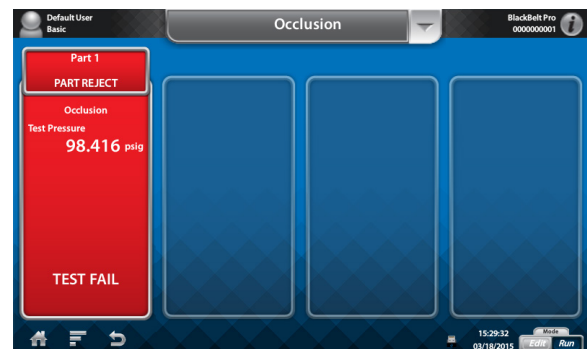 Default User
Basic
Occlusion
BlackBelt Pro
0000000001
i
Part 1
PART REJECT
Occlusion
Test Pressure
98.416 psig
TEST FAIL
15:29:32
03/18/2015
Mode
Edit Run